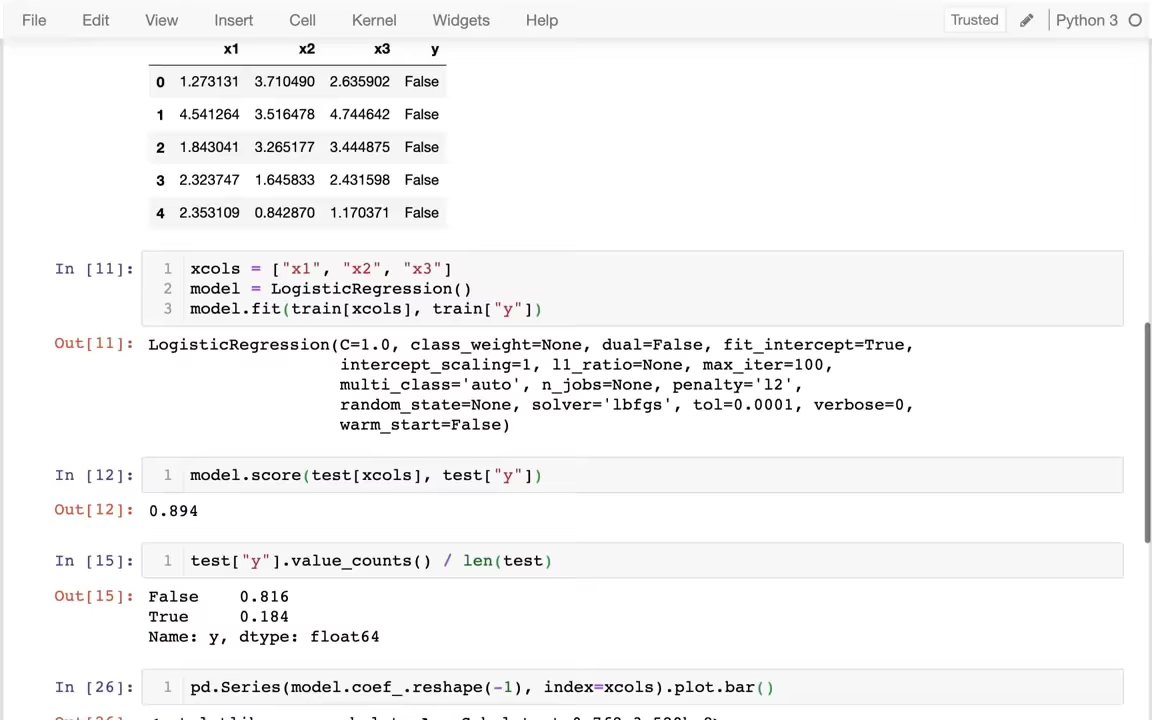 File Edit View Insert Cell Kernel Widgets Help Trusted Python 3
x1 x2 x3 y
0 1.273131 3.710490 2.635902 False
1 4.541264 3.516478 4.744642 False
2 1.843041 3.265177 3.444875 False
3 2.323747 1.645833 2.431598 False
4 2.353109 0.842870 1.170371 False
In [11]: 1 xcols = ["x1", "x2", "x3"]
2 model = LogisticRegression()
3 model.fit(train[xcols], train["y"])
Out[11]: LogisticRegression(C=1.0, class_weight=None, dual=False, fit_intercept=True,
intercept_scaling=1, l1_ratio=None, max_iter=100,
multi_class='auto', n_jobs=None, penalty='l2',
random_state=None, solver='lbfgs', tol=0.0001, verbose=0,
warm_start=False)
In [12]: 1 model.score(test[xcols], test["y"])
Out[12]: 0.894
In [15]: 1 test["y"].value_counts() / len(test)
Out[15]: False 0.816
True 0.184
Name: y, dtype: float64
In [26]: 1 pd.Series(model.coef_.reshape(-1), index=xcols).plot.bar()